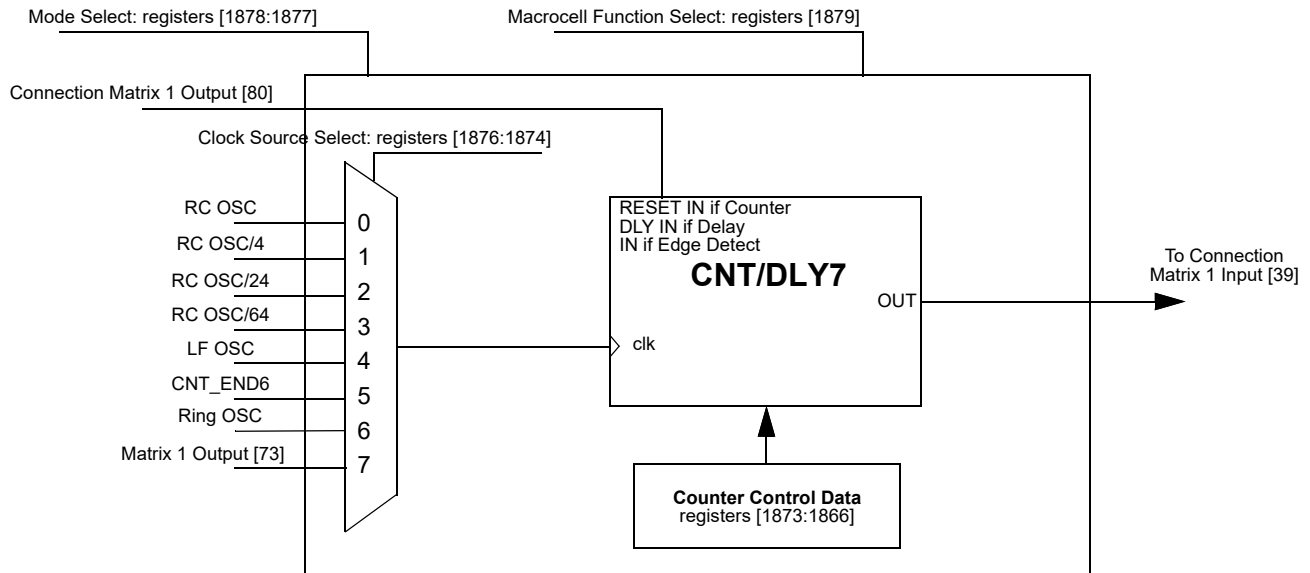 Mode Select: registers [1878:1877]
Macrocell Function Select: registers [1879]
Connection Matrix 1 Output [80]
Clock Source Select: registers [1876:1874]
RC OSC
0
RC OSC/4
1
RC OSC/24
2
RC OSC/64
3
LF OSC
4
CNT_END6
5
Ring OSC
6
Matrix 1 Output [73]
7
RESET IN if Counter
DLY IN if Delay
IN if Edge Detect
CNT/DLY7
OUT
clk
To Connection
Matrix 1 Input [39]
Counter Control Data
registers [1873:1866]